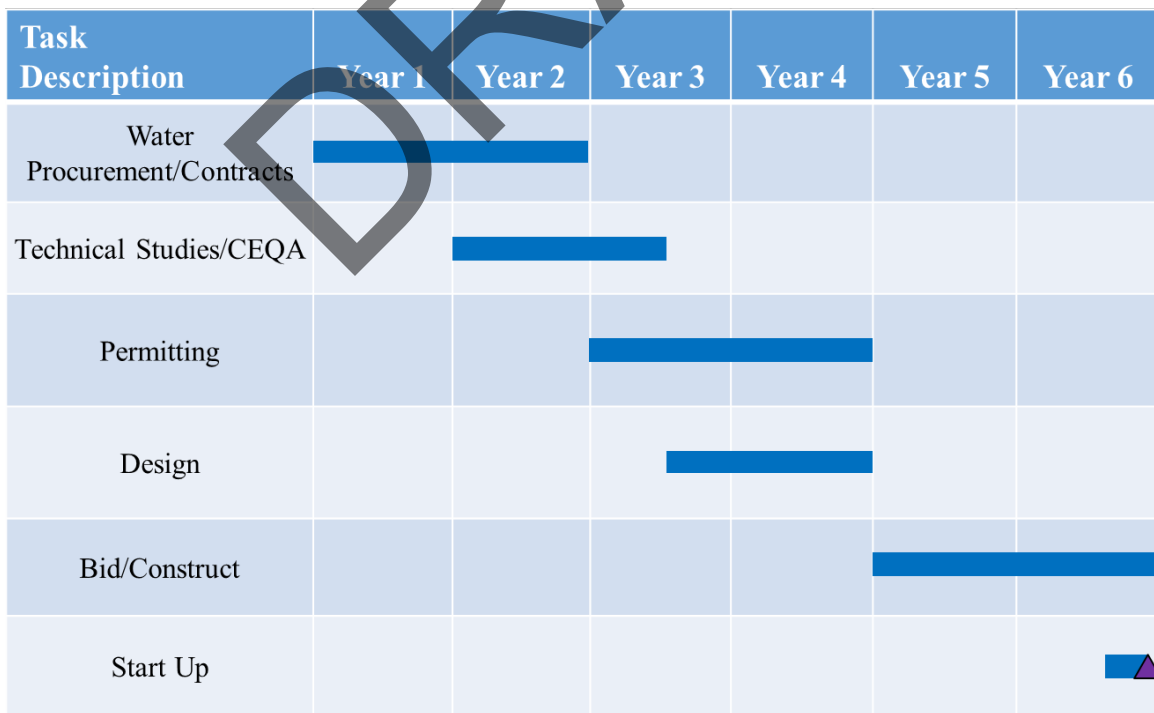 Task
Description
Year 1
Year 2
Year 3
Year 4
Year 5
Year 6
Water
Procurement/Contracts
Technical Studies/CEQA
Permitting
Design
Bid/Construct
Start Up